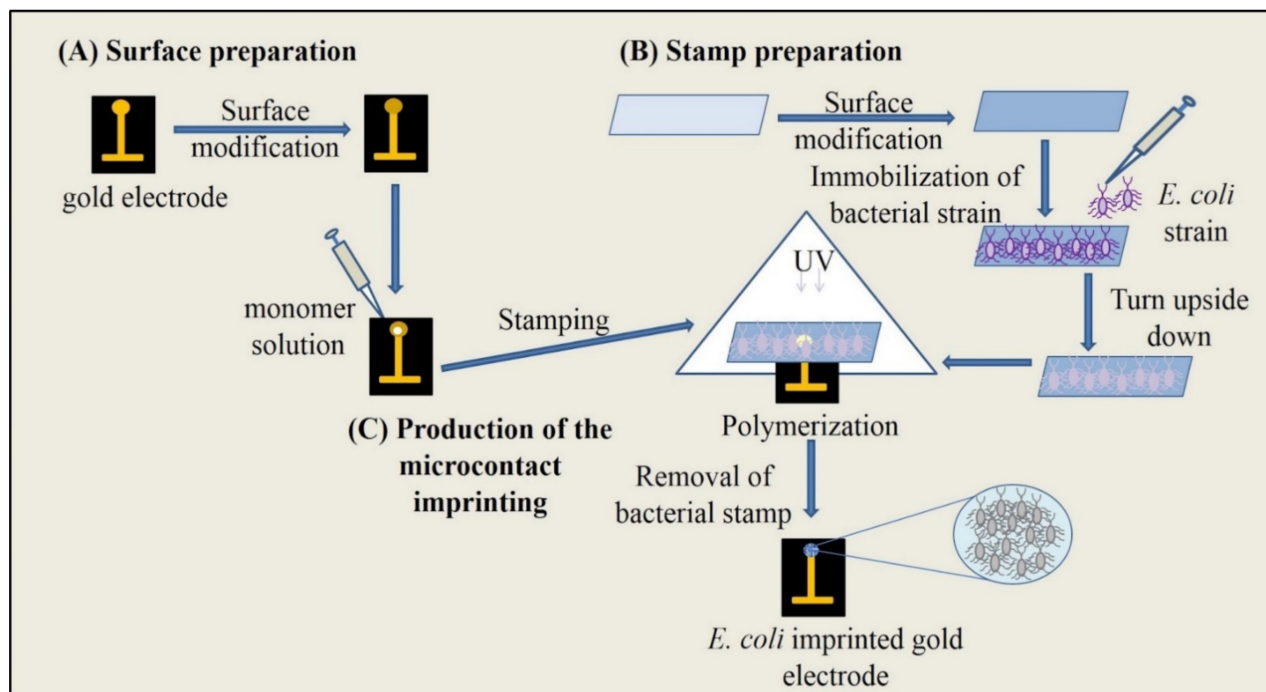 (A) Surface preparation
Surface
modification
gold electrode
monomer
solution
Stamping
(B) Stamp preparation
Surface
modification
Immobilization of
bacterial strain
E. coli
strain
Turn upside
down
UV
Polymerization
(C) Production of the
microcontact
imprinting
Removal of
bacterial stamp
E. coli imprinted gold
electrode